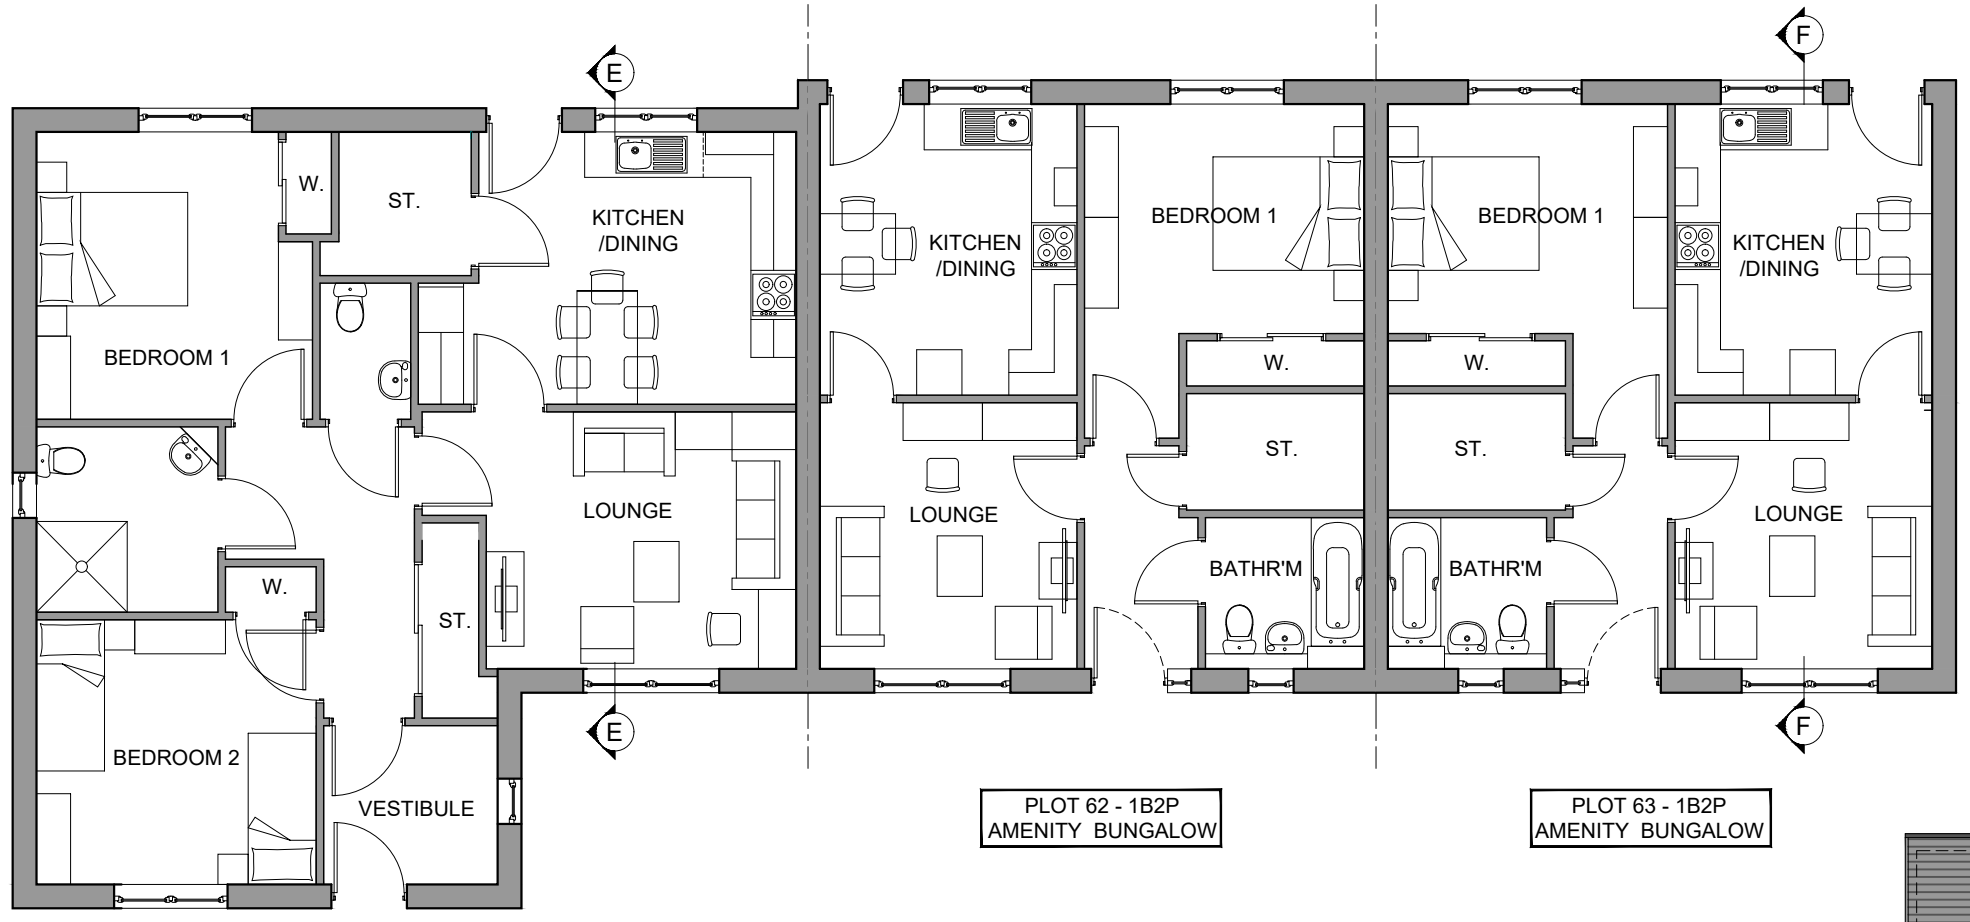 E
F
W.
ST.
KITCHEN
/DINING
BEDROOM 1
LOUNGE
ST.
W.
BEDROOM 2
VESTIBULE
E
KITCHEN
/DINING
BEDROOM 1
W.
ST.
LOUNGE
BATHR'M
BEDROOM 1
KITCHEN
/DINING
W.
ST.
LOUNGE
BATHR'M
F
PLOT 62 - 1B2P
AMENITY BUNGALOW
PLOT 63 - 1B2P
AMENITY BUNGALOW